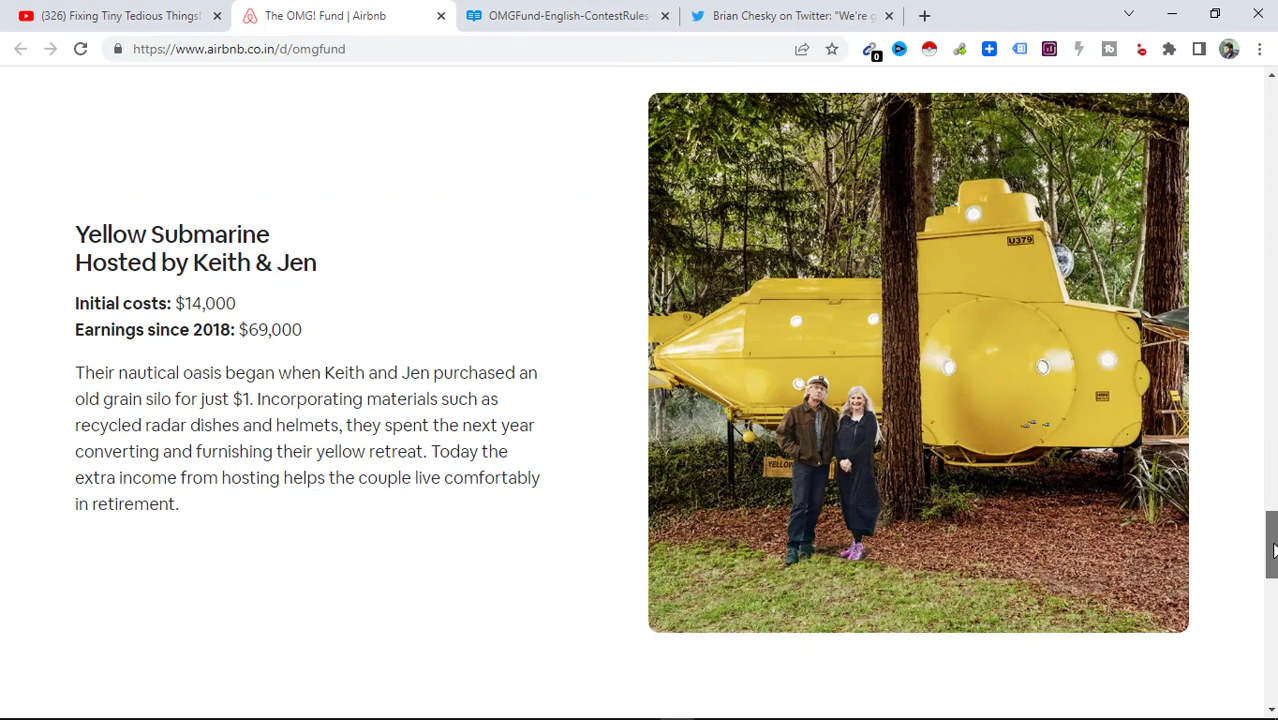 (326) Fixing Tiny Tedious Things!
The OMG! Fund | Airbnb
OMGFund-English-ContestRules-
Brian Chesky on Twitter: "We're g
https://www.airbnb.co.in/d/omgfund
0
Yellow Submarine
Hosted by Keith & Jen
Initial costs: $14,000
Earnings since 2018: $69,000
Their nautical oasis began when Keith and Jen purchased an
old grain silo for just $1. Incorporating materials such as
recycled radar dishes and helmets, they spent the next year
converting and furnishing their yellow retreat. Today the
extra income from hosting helps the couple live comfortably
in retirement.
U379
YELLOW